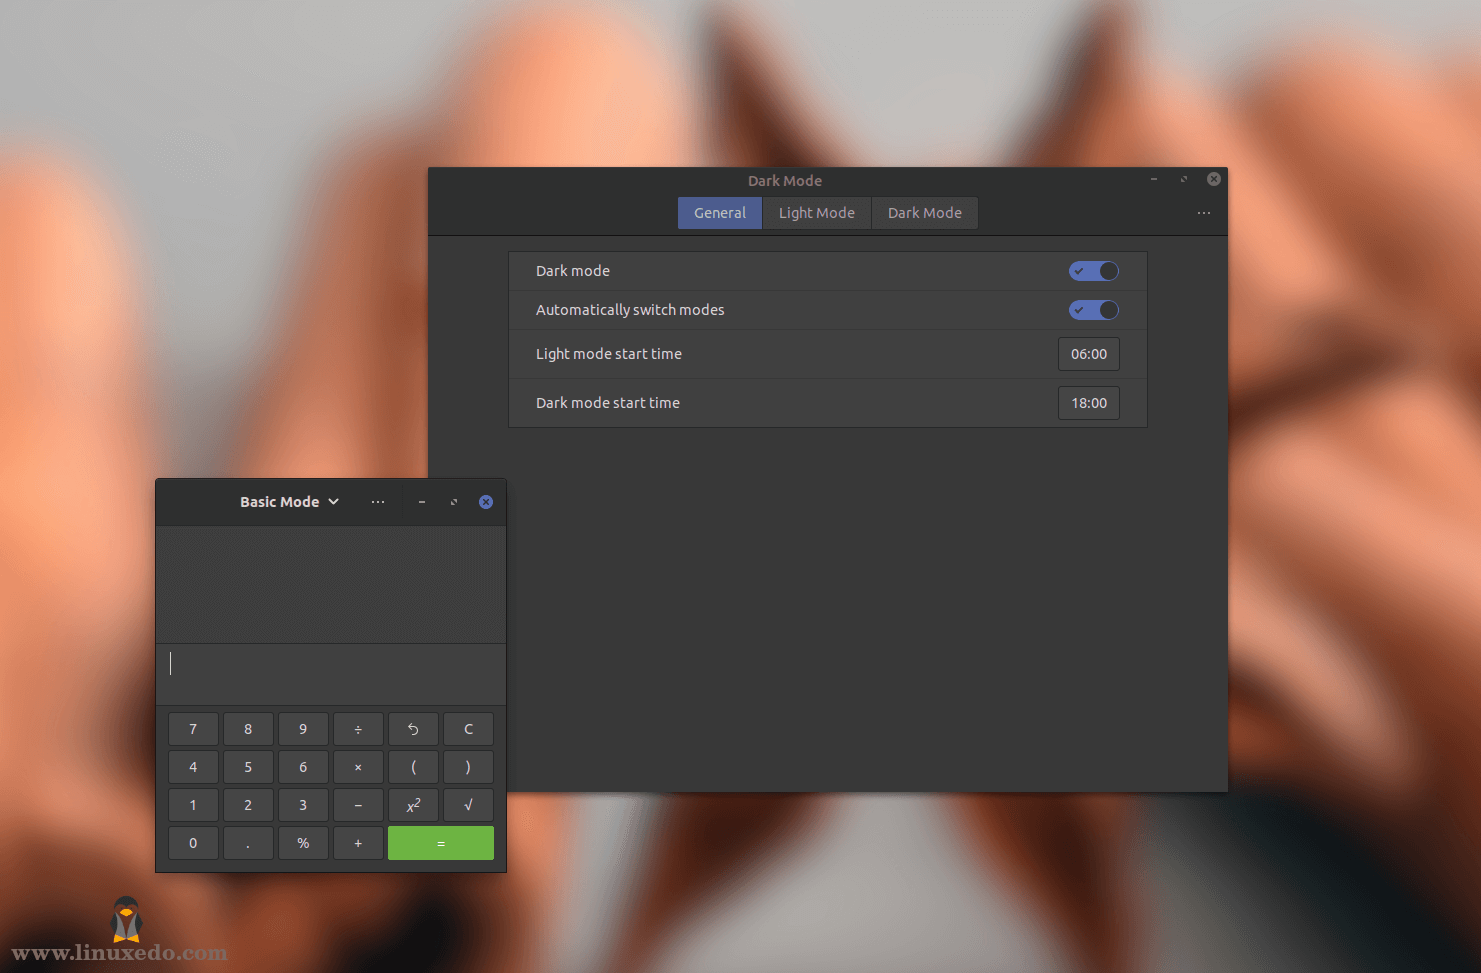 Dark Mode
General Light Mode Dark Mode
Dark mode
Automatically switch modes
Light mode start time 06:00
Dark mode start time 18:00
Basic Mode
7 8 9 ÷ C
4 5 6 × ( )
1 2 3 − x² √
0 . % + =
www.linuxedo.com